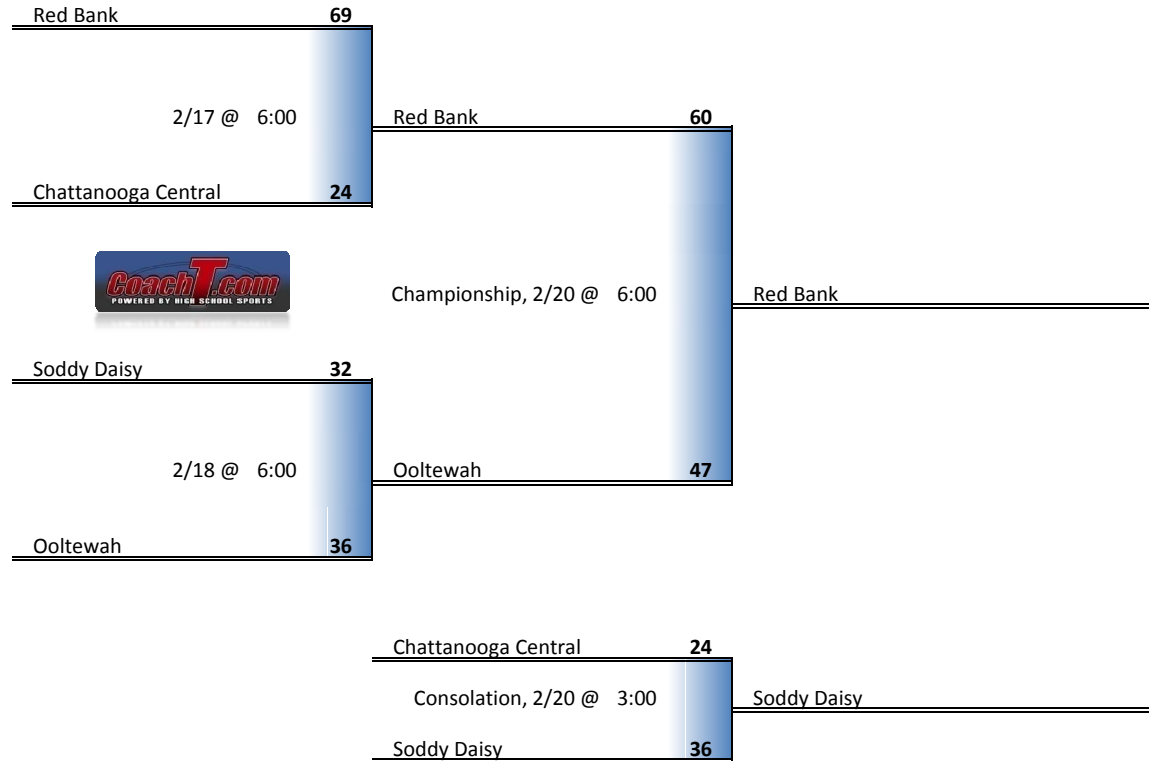 Red Bank 69
2/17 @ 6:00
Red Bank 60
Chattanooga Central 24
CoachT.com
POWERED BY HIGH SCHOOL SPORTS
Championship, 2/20 @ 6:00
Red Bank
Soddy Daisy 32
2/18 @ 6:00
Ooltewah 47
Ooltewah 36
Chattanooga Central 24
Consolation, 2/20 @ 3:00
Soddy Daisy
Soddy Daisy 36